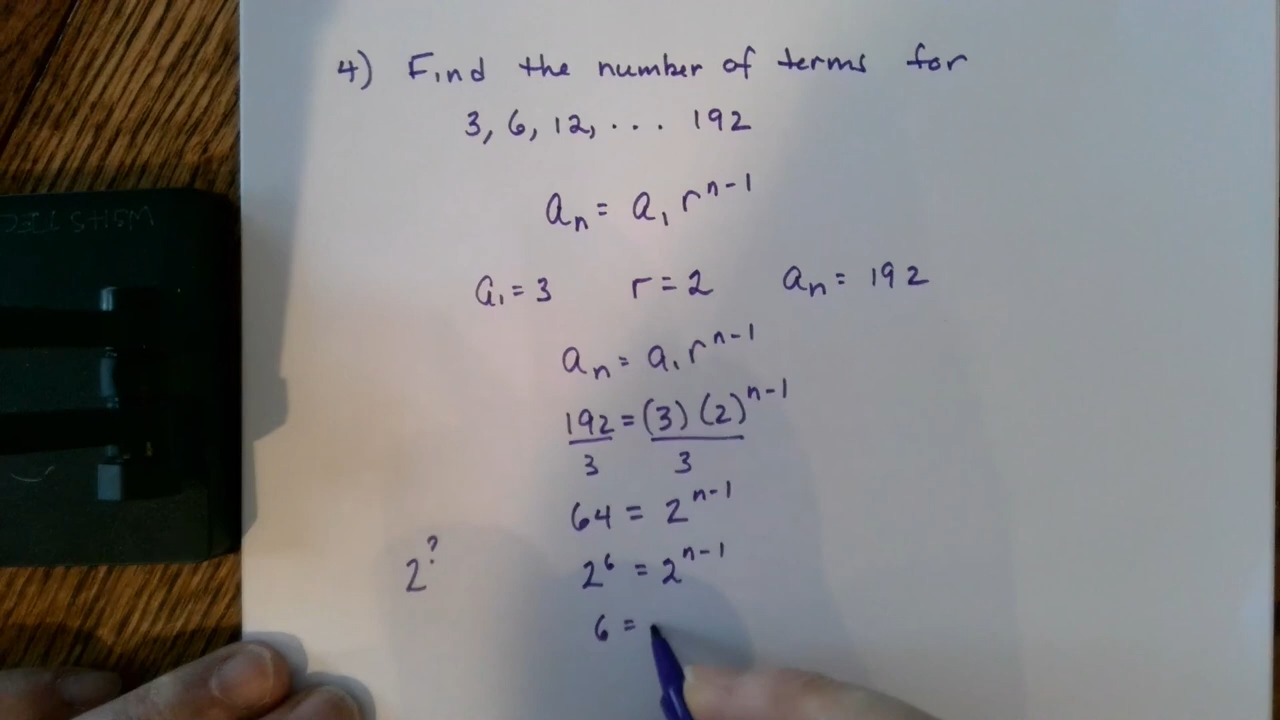 4) Find the number of terms for
3, 6, 12, . . . 192
aₙ = a₁ rⁿ⁻¹
a₁ = 3 r = 2 aₙ = 192
aₙ = a₁ rⁿ⁻¹
192 = (3) (2)ⁿ⁻¹
3 3
64 = 2ⁿ⁻¹
2^? 2⁶ = 2ⁿ⁻¹
6 =